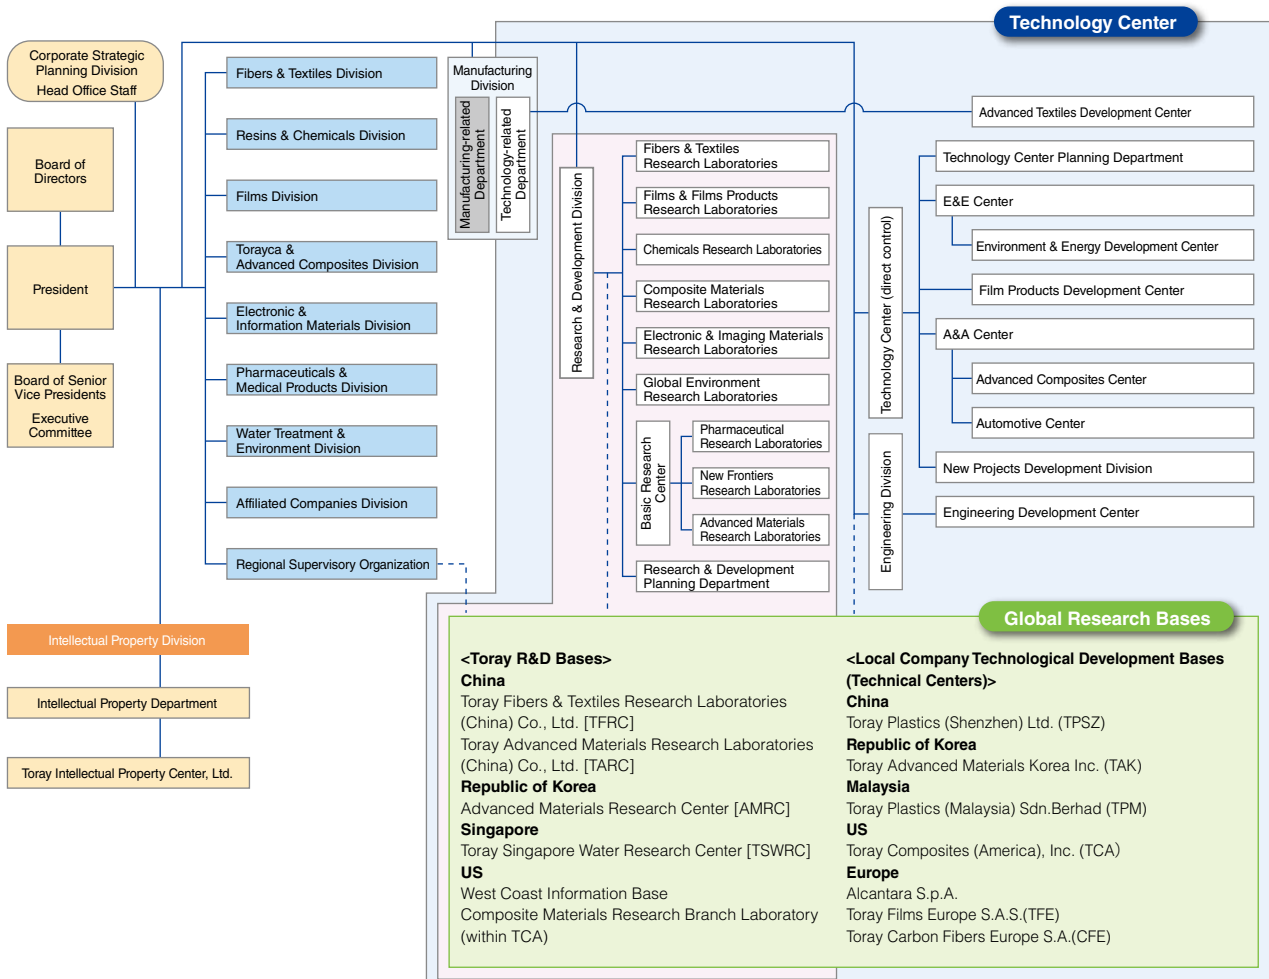 Technology Center
Corporate Strategic
Planning Division
Head Office Staff
Board of
Directors
President
Board of Senior
Vice Presidents
Executive
Committee
Fibers & Textiles Division
Resins & Chemicals Division
Films Division
Torayca &
Advanced Composites Division
Electronic &
Information Materials Division
Pharmaceuticals &
Medical Products Division
Water Treatment &
Environment Division
Affiliated Companies Division
Regional Supervisory Organization
Intellectual Property Division
Intellectual Property Department
Toray Intellectual Property Center, Ltd.
Manufacturing
Division
Manufacturing-related
Department
Technology-related
Department
Research & Development Division
Fibers & Textiles
Research Laboratories
Films & Films Products
Research Laboratories
Chemicals Research Laboratories
Composite Materials
Research Laboratories
Electronic & Imaging Materials
Research Laboratories
Global Environment
Research Laboratories
Basic Research
Center
Pharmaceutical
Research Laboratories
New Frontiers
Research Laboratories
Advanced Materials
Research Laboratories
Research & Development
Planning Department
Technology Center (direct control)
Engineering Division
Advanced Textiles Development Center
Technology Center Planning Department
E&E Center
Environment & Energy Development Center
Film Products Development Center
A&A Center
Advanced Composites Center
Automotive Center
New Projects Development Division
Engineering Development Center
Global Research Bases
<Toray R&D Bases>
China
Toray Fibers & Textiles Research Laboratories
(China) Co., Ltd. [TFRC]
Toray Advanced Materials Research Laboratories
(China) Co., Ltd. [TARC]
Republic of Korea
Advanced Materials Research Center [AMRC]
Singapore
Toray Singapore Water Research Center [TSWRC]
US
West Coast Information Base
Composite Materials Research Branch Laboratory
(within TCA)
<Local Company Technological Development Bases
(Technical Centers)>
China
Toray Plastics (Shenzhen) Ltd. (TPSZ)
Republic of Korea
Toray Advanced Materials Korea Inc. (TAK)
Malaysia
Toray Plastics (Malaysia) Sdn.Berhad (TPM)
US
Toray Composites (America), Inc. (TCA)
Europe
Alcantara S.p.A.
Toray Films Europe S.A.S.(TFE)
Toray Carbon Fibers Europe S.A.(CFE)